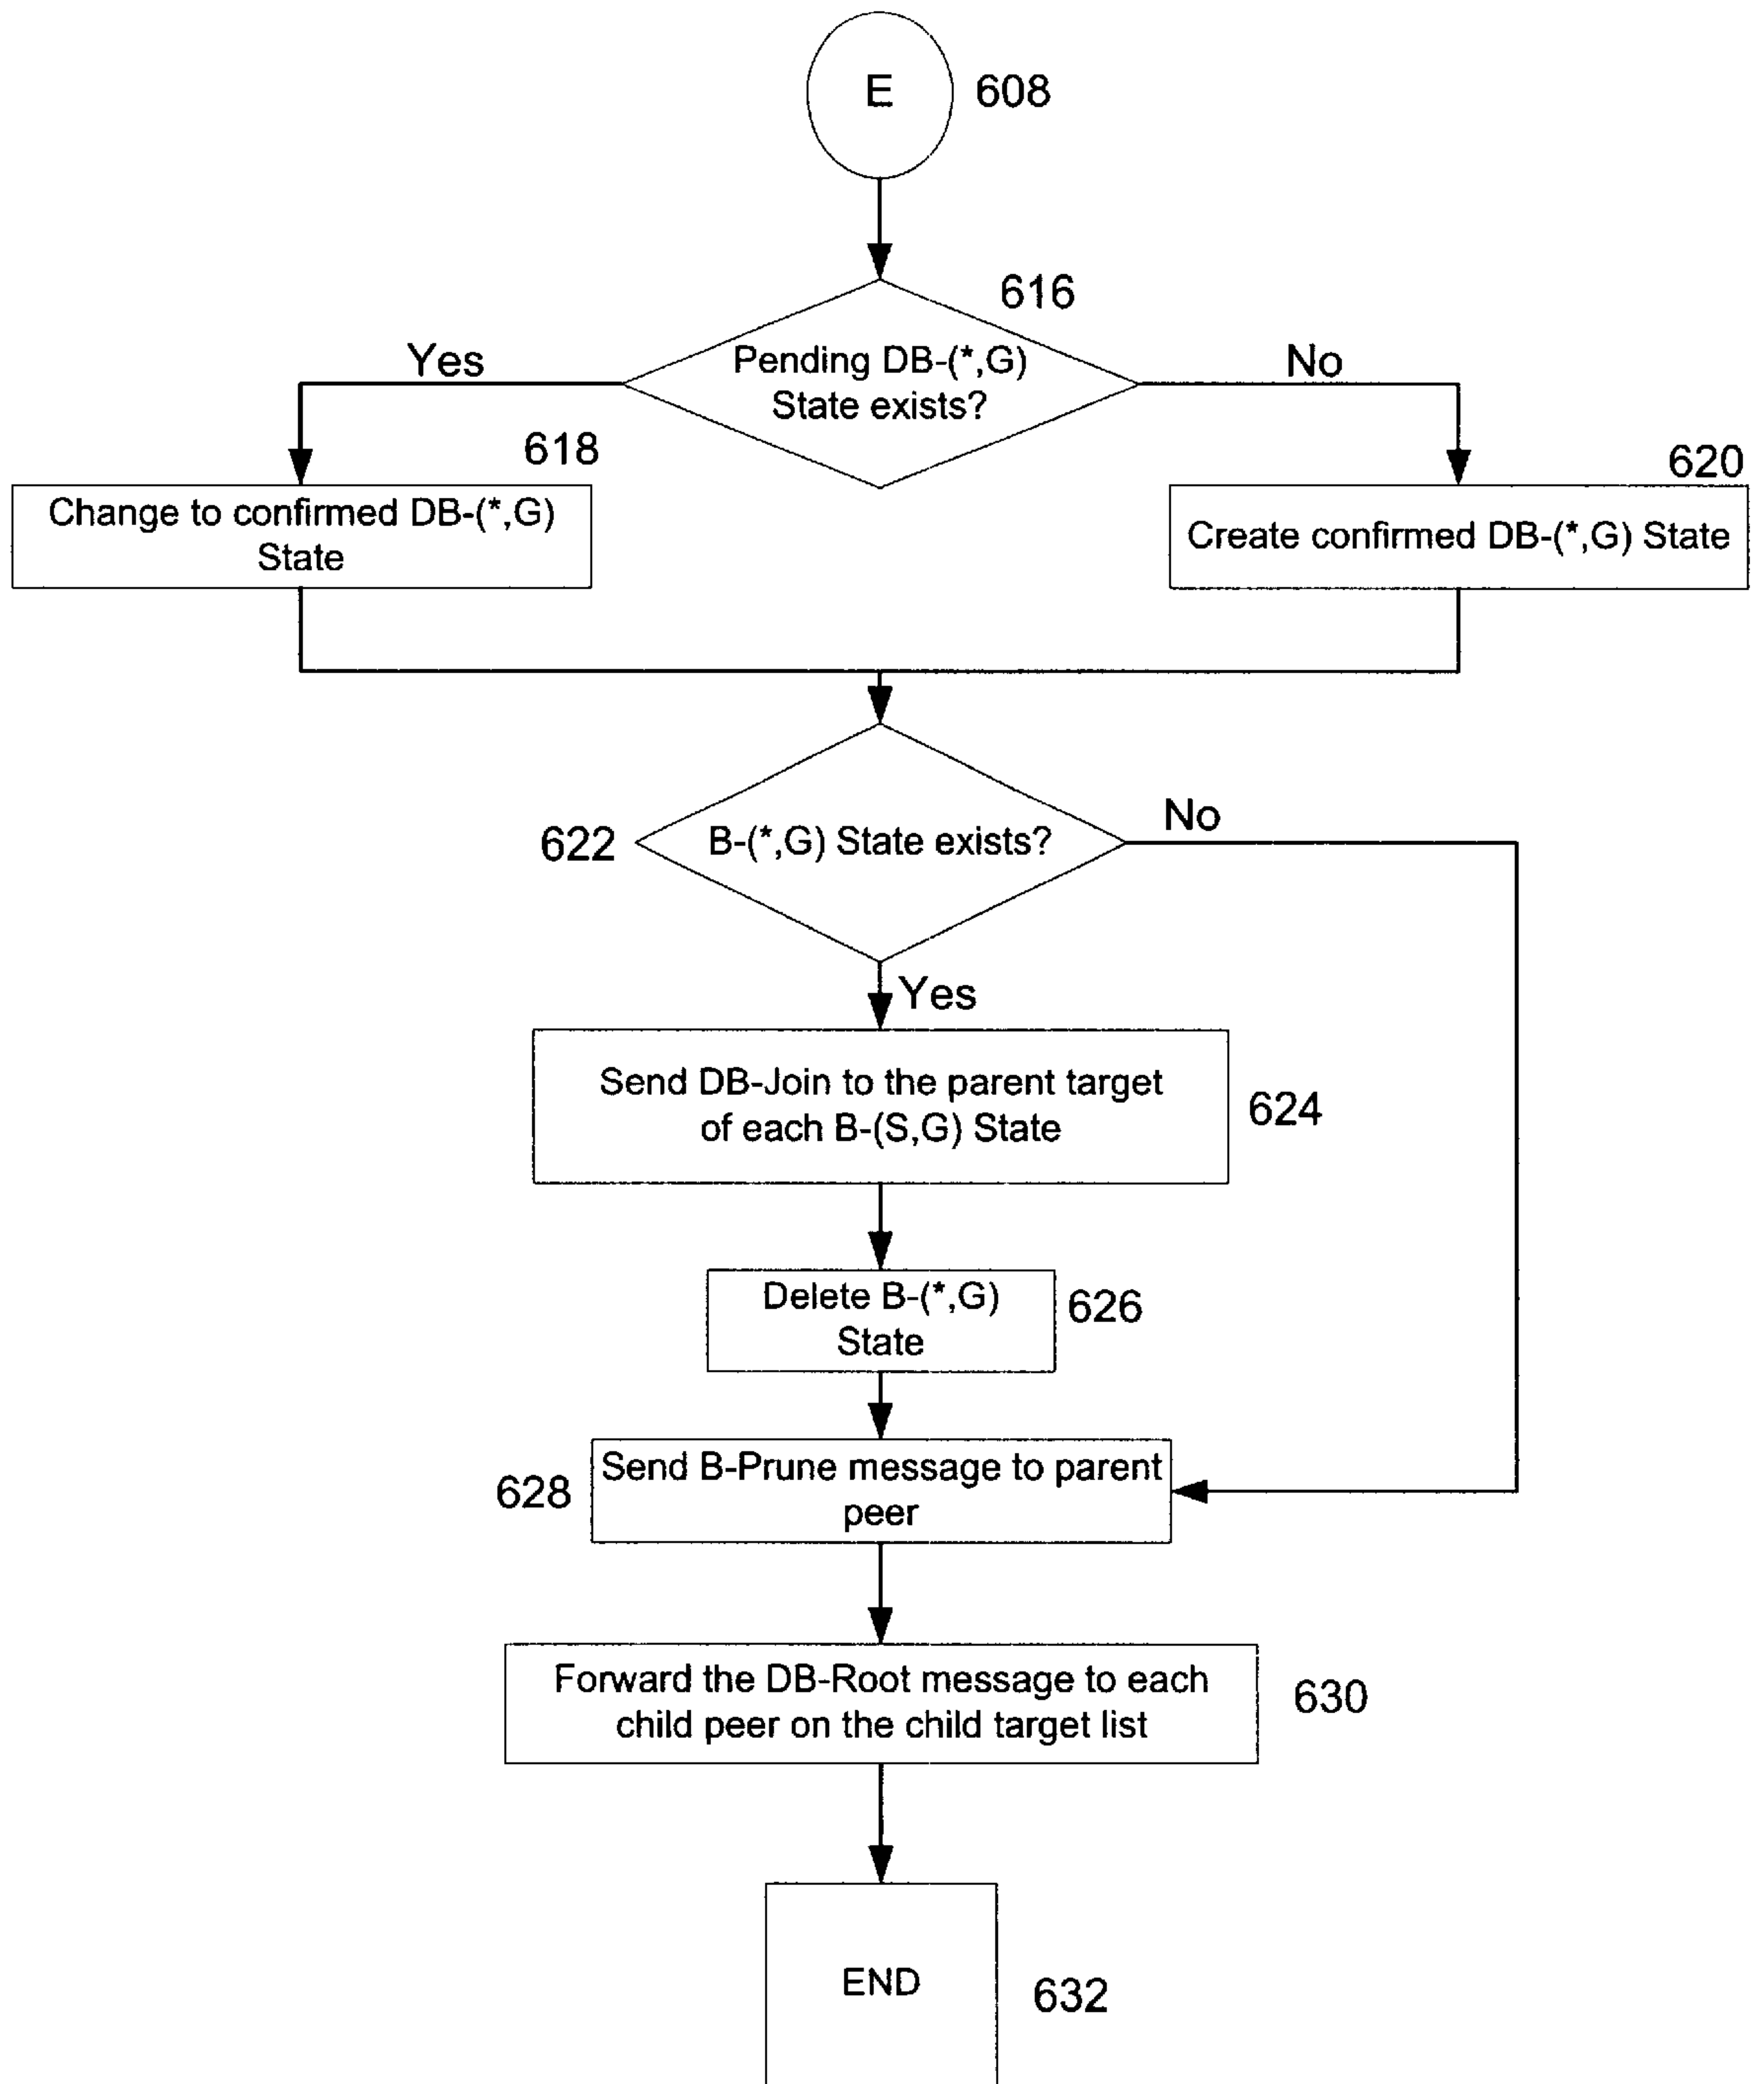 E
608
616
Pending DB-(*,G)
State exists?
Yes
No
618
620
Change to confirmed DB-(*,G)
State
Create confirmed DB-(*,G) State
622
B-(*,G) State exists?
No
Yes
Send DB-Join to the parent target
of each B-(S,G) State
624
Delete B-(*,G)
State
626
628
Send B-Prune message to parent
peer
Forward the DB-Root message to each
child peer on the child target list
630
END
632